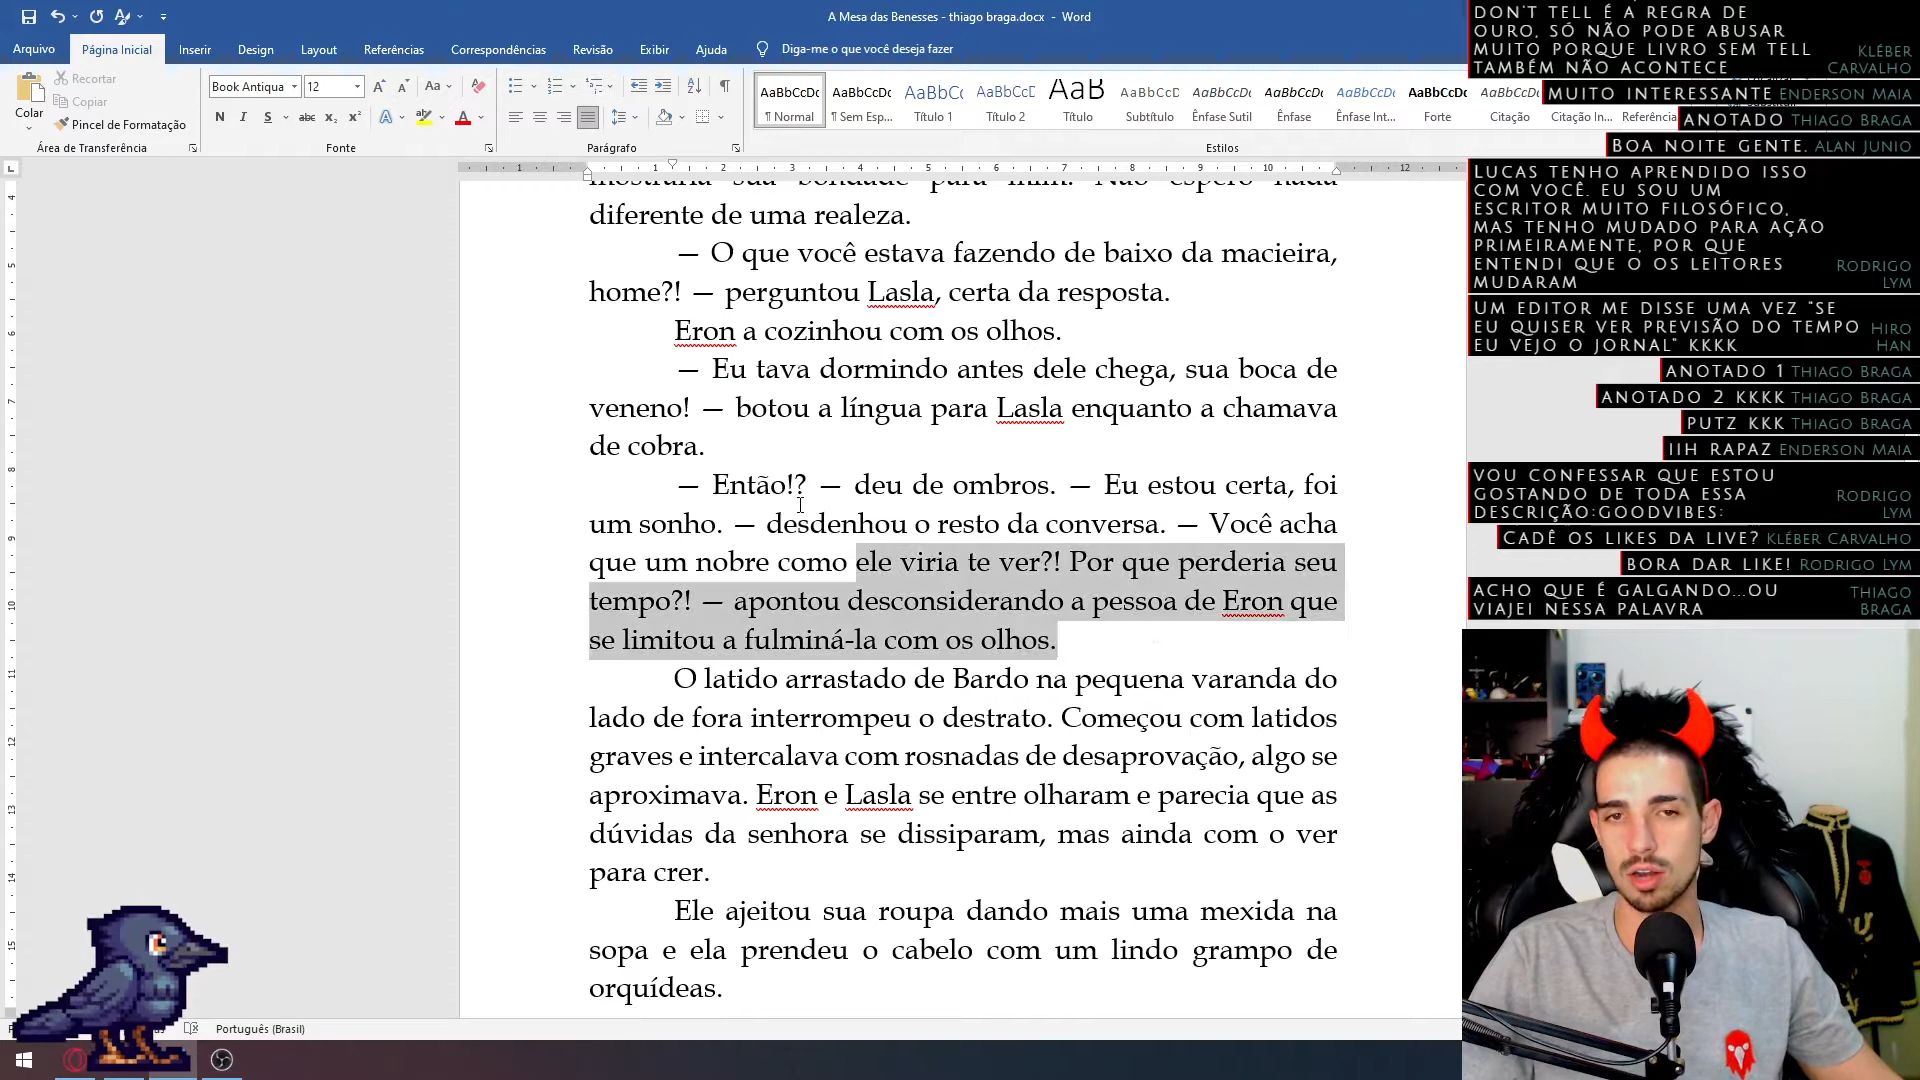 A Mesa das Benesses - thiago braga.docx - Word
Arquivo
Página Inicial
Inserir
Design
Layout
Referências
Correspondências
Revisão
Exibir
Ajuda
Diga-me o que você deseja fazer
Colar
Recortar
Copiar
Pincel de Formatação
Área de Transferência
Book Antiqua
12
Fonte
Parágrafo
AaBbCcDc
¶ Normal
AaBbCcDc
¶ Sem Esp...
AaBbCc
Título 1
AaBbCcD
Título 2
AaB
Título
AaBbCcD
Subtítulo
AaBbCcDc
Ênfase Sutil
AaBbCcDc
Ênfase
AaBbCcDc
Ênfase Int...
AaBbCcDc
Forte
AaBbCcDc
Citação
Citação In...
Estilos
diferente de uma realeza.
— O que você estava fazendo de baixo da macieira,
home?! — perguntou Lasla, certa da resposta.
Eron a cozinhou com os olhos.
— Eu tava dormindo antes dele chega, sua boca de
veneno! — botou a língua para Lasla enquanto a chamava
de cobra.
— Então!? — deu de ombros. — Eu estou certa, foi
um sonho. — desdenhou o resto da conversa. — Você acha
que um nobre como ele viria te ver?! Por que perderia seu
tempo?! — apontou desconsiderando a pessoa de Eron que
se limitou a fulminá-la com os olhos.
O latido arrastado de Bardo na pequena varanda do
lado de fora interrompeu o destrato. Começou com latidos
graves e intercalava com rosnadas de desaprovação, algo se
aproximava. Eron e Lasla se entre olharam e parecia que as
dúvidas da senhora se dissiparam, mas ainda com o ver
para crer.
Ele ajeitou sua roupa dando mais uma mexida na
sopa e ela prendeu o cabelo com um lindo grampo de
orquídeas.
Português (Brasil)
DON'T TELL É A REGRA DE
OURO, SÓ NÃO PODE ABUSAR
MUITO PORQUE LIVRO SEM TELL
TAMBÉM NÃO ACONTECE
KLÉBER
CARVALHO
MUITO INTERESSANTE ENDERSON MAIA
ANOTADO THIAGO BRAGA
BOA NOITE GENTE. ALAN JUNIO
LUCAS TENHO APRENDIDO ISSO
COM VOCÊ. EU SOU UM
ESCRITOR MUITO FILOSÓFICO,
MAS TENHO MUDADO PARA AÇÃO
PRIMEIRAMENTE, POR QUE
ENTENDI QUE O OS LEITORES
MUDARAM
RODRIGO
LYM
UM EDITOR ME DISSE UMA VEZ "SE
EU QUISER VER PREVISÃO DO TEMPO
EU VEJO O JORNAL" KKKK
HIRO
HAN
ANOTADO 1 THIAGO BRAGA
ANOTADO 2 KKKK THIAGO BRAGA
PUTZ KKK THIAGO BRAGA
IIH RAPAZ ENDERSON MAIA
VOU CONFESSAR QUE ESTOU
GOSTANDO DE TODA ESSA
DESCRIÇÃO:GOODVIBES:
RODRIGO
LYM
CADÊ OS LIKES DA LIVE? KLÉBER CARVALHO
BORA DAR LIKE! RODRIGO LYM
ACHO QUE É GALGANDO...OU
VIAJEI NESSA PALAVRA
THIAGO
BRAGA